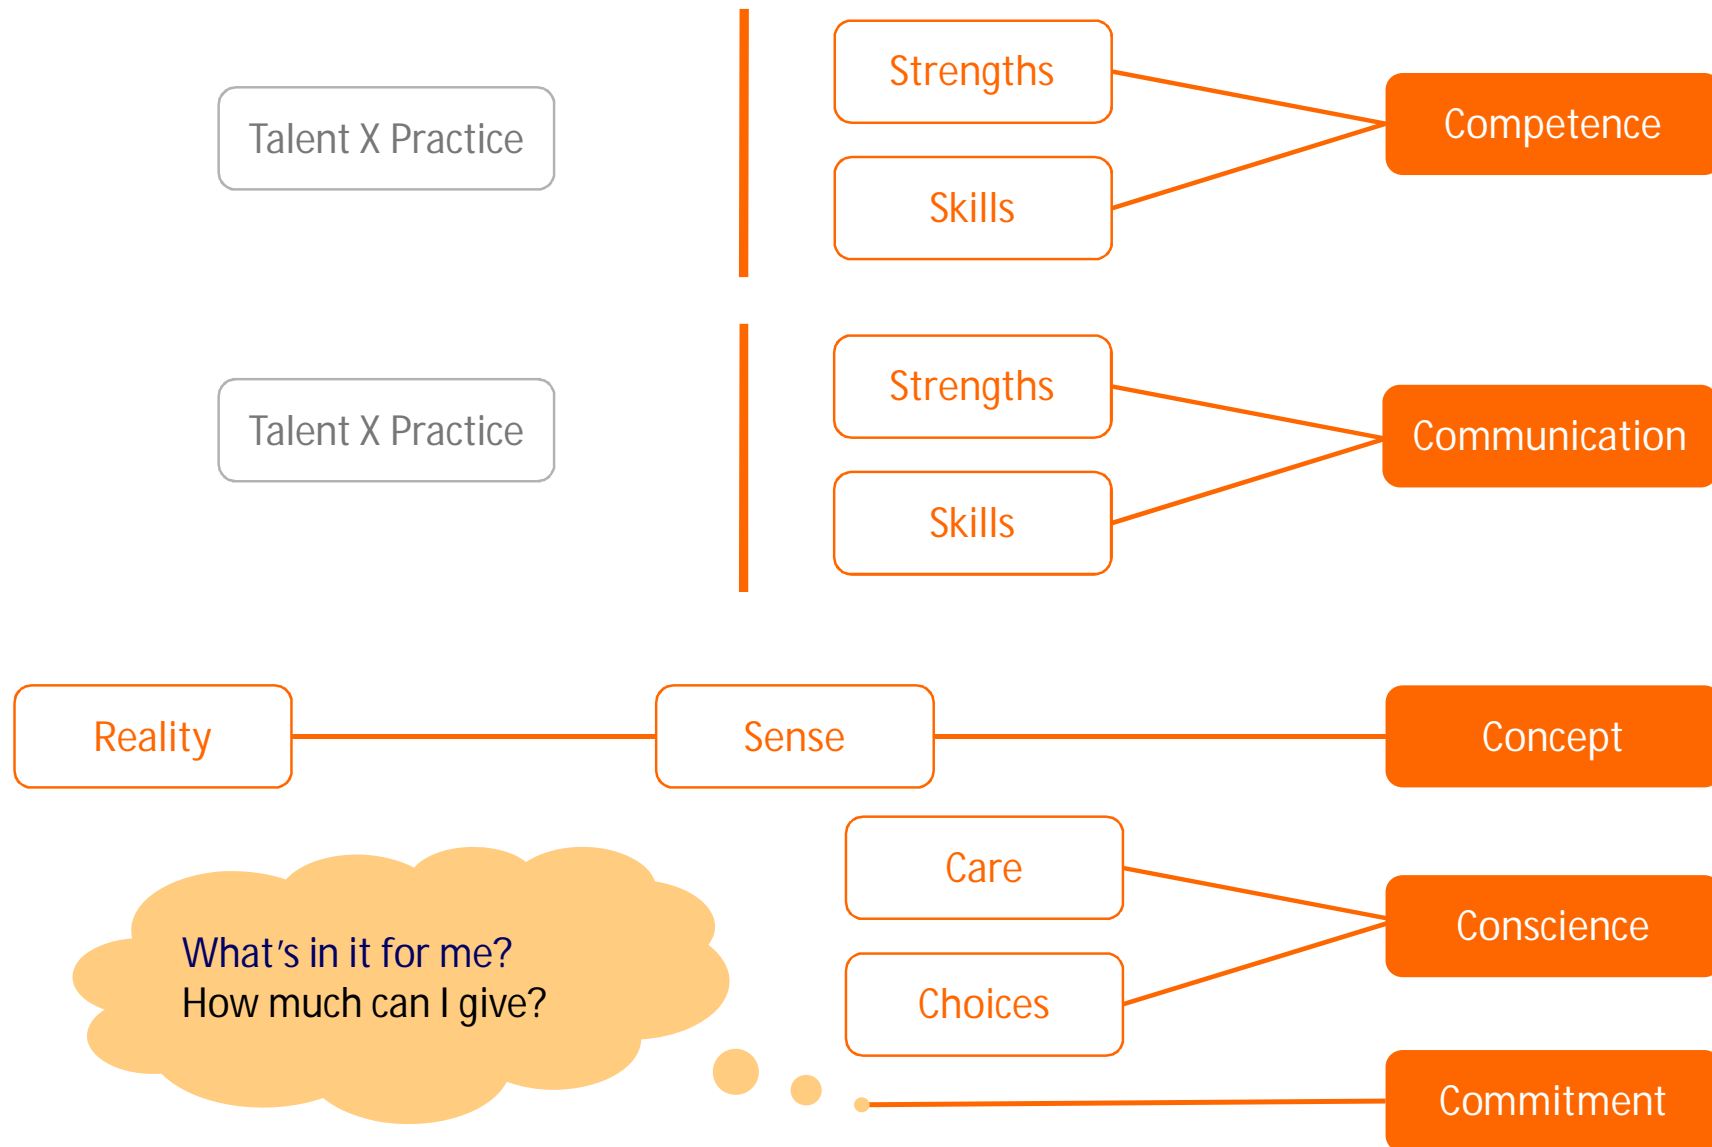 Strengths
Talent X Practice
Competence
Skills
Strengths
Talent X Practice
Communication
Skills
Reality
Sense
Concept
Care
Conscience
What's in it for me?
How much can I give?
Choices
Commitment